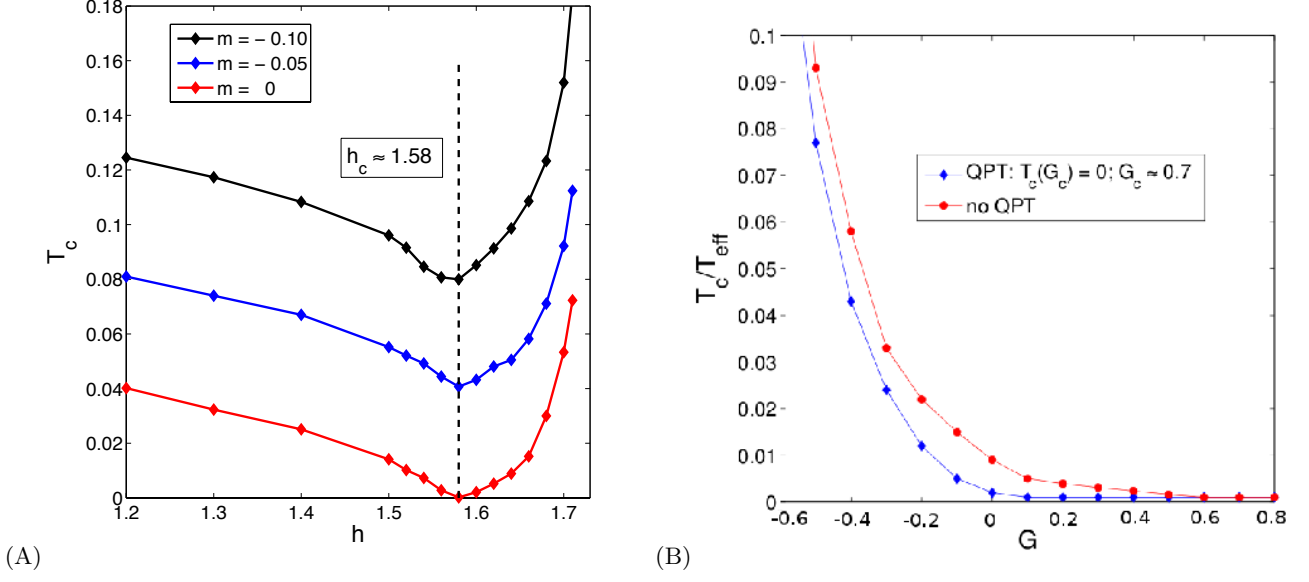 0.18
0.16
0.14
0.12
0.1
0.08
0.06
0.04
0.02
0
T_c
m = − 0.10
m = − 0.05
m = 0
h_c ≈ 1.58
1.2 1.3 1.4 1.5 1.6 1.7
h
(A)
0.1
0.09
0.08
0.07
0.06
0.05
0.04
0.03
0.02
0.01
0
T_c/T_eff
QPT: T_c(G_c) = 0; G_c ≈ 0.7
no QPT
-0.6 -0.4 -0.2 0 0.2 0.4 0.6 0.8
G
(B)